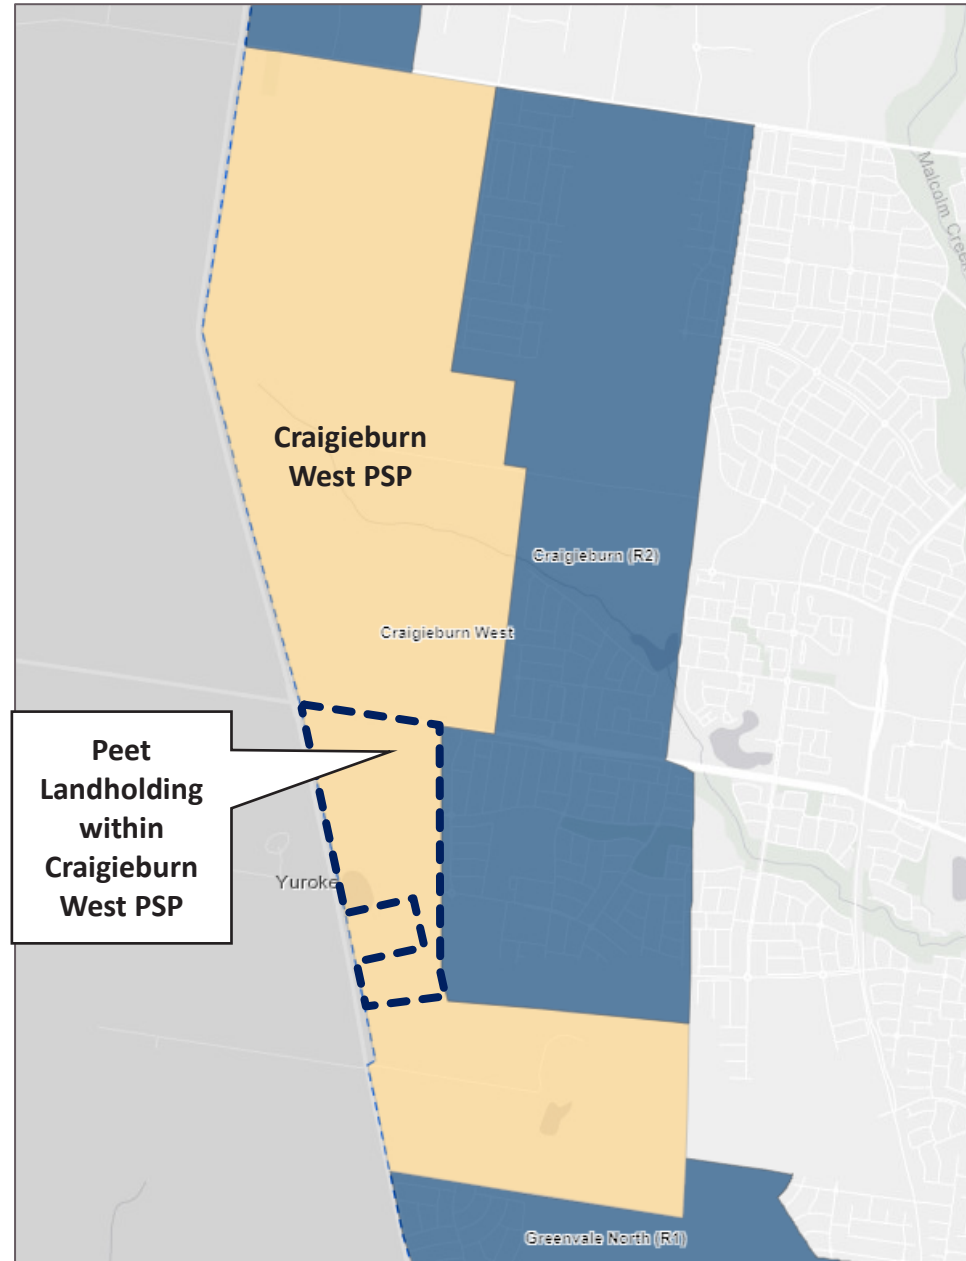 Malcolm Creek
Craigieburn
West PSP
Craigieburn (R2)
Craigieburn West
Peet
Landholding
within
Craigieburn
West PSP
Yuroke
Greenvale North (R1)